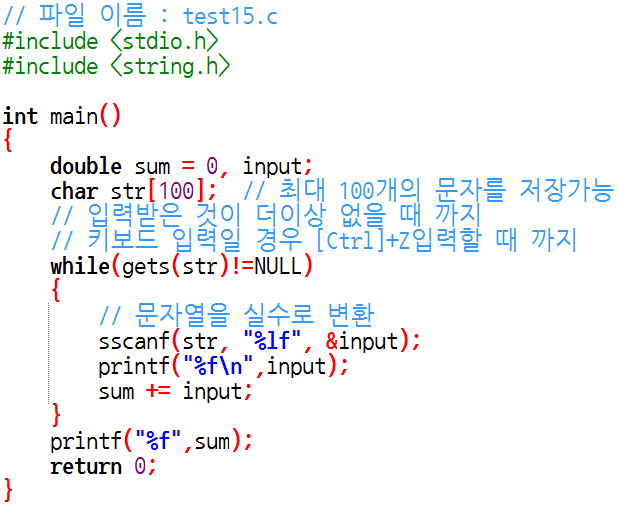 // 파일 이름 : test15.c
#include <stdio.h>
#include <string.h>
int main()
{
double sum = 0, input;
char str[100]; // 최대 100개의 문자를 저장가능
// 입력받은 것이 더이상 없을 때 까지
// 키보드 입력일 경우 [Ctrl]+Z입력할 때 까지
while(gets(str)!=NULL)
{
// 문자열을 실수로 변환
sscanf(str, "%lf", &input);
printf("%f\n",input);
sum += input;
}
printf("%f",sum);
return 0;
}